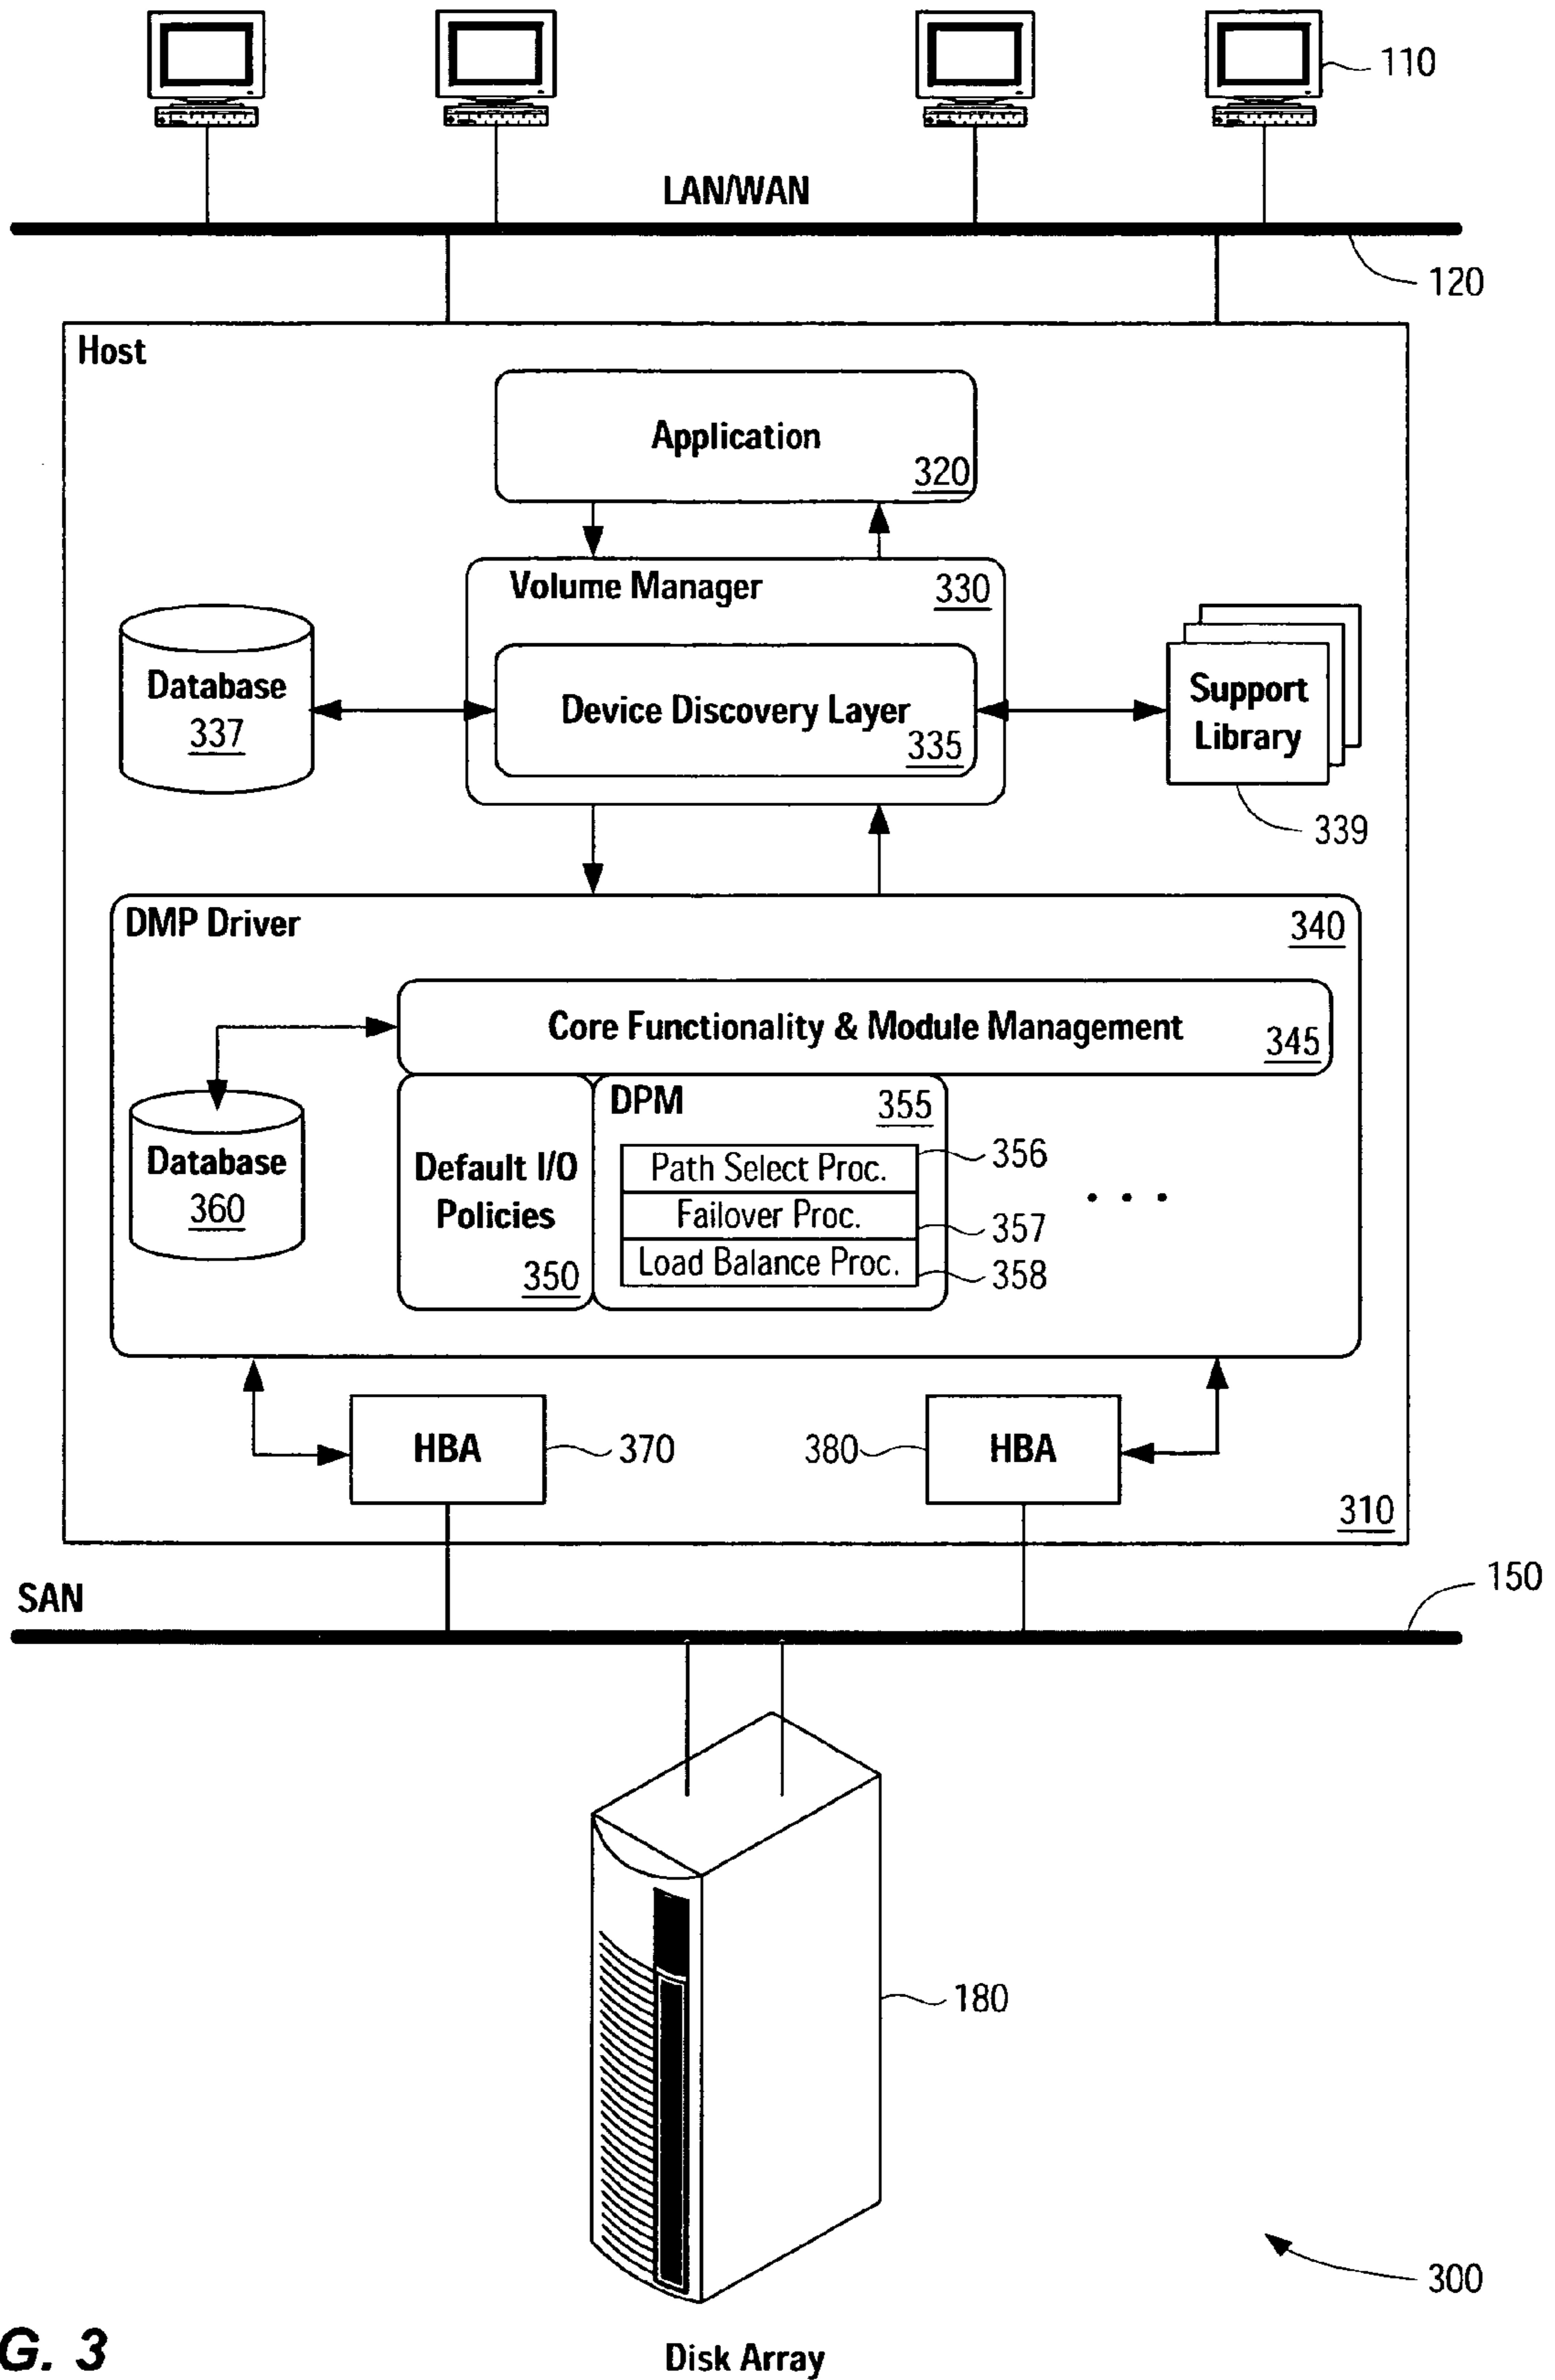 110
LAN/WAN
120
Host
Application
320
Volume Manager
330
Database
337
Device Discovery Layer
335
Support
Library
339
DMP Driver
340
Core Functionality & Module Management
345
Database
360
Default I/O
Policies
350
DPM
355
Path Select Proc.
356
Failover Proc.
357
Load Balance Proc.
358
. . .
HBA
370
380
HBA
310
SAN
150
180
300
G. 3
Disk Array